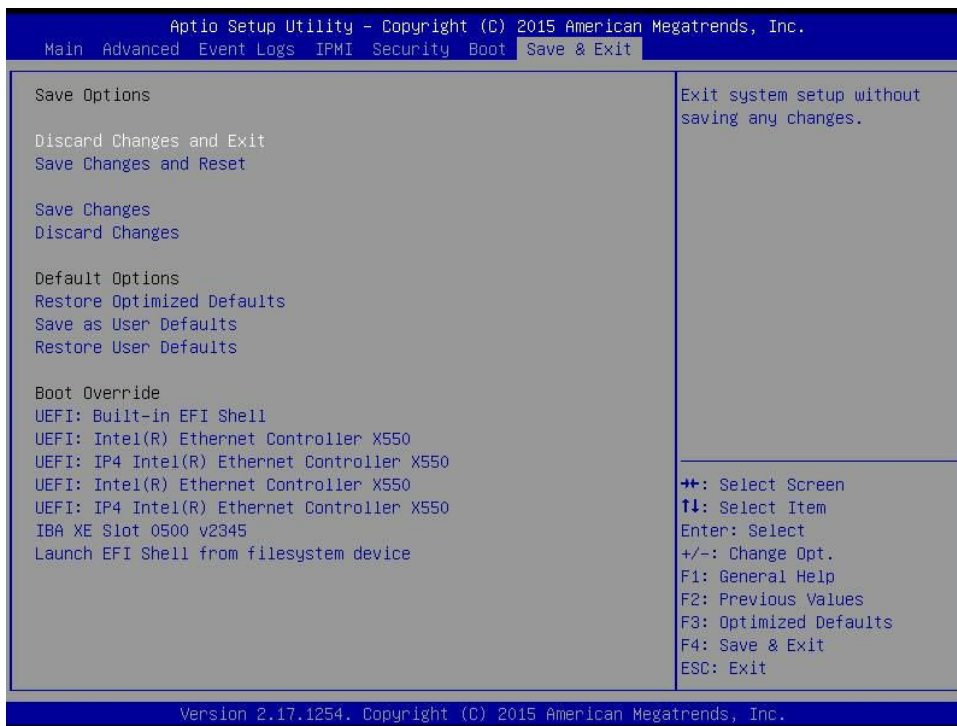 Aptio Setup Utility – Copyright (C) 2015 American Megatrends, Inc.
Main Advanced Event Logs IPMI Security Boot Save & Exit
Save Options
Discard Changes and Exit
Save Changes and Reset
Save Changes
Discard Changes
Default Options
Restore Optimized Defaults
Save as User Defaults
Restore User Defaults
Boot Override
UEFI: Built-in EFI Shell
UEFI: Intel(R) Ethernet Controller X550
UEFI: IP4 Intel(R) Ethernet Controller X550
UEFI: Intel(R) Ethernet Controller X550
UEFI: IP4 Intel(R) Ethernet Controller X550
IBA XE Slot 0500 v2345
Launch EFI Shell from filesystem device
Exit system setup without
saving any changes.
→←: Select Screen
↑↓: Select Item
Enter: Select
+/-: Change Opt.
F1: General Help
F2: Previous Values
F3: Optimized Defaults
F4: Save & Exit
ESC: Exit
Version 2.17.1254. Copyright (C) 2015 American Megatrends, Inc.